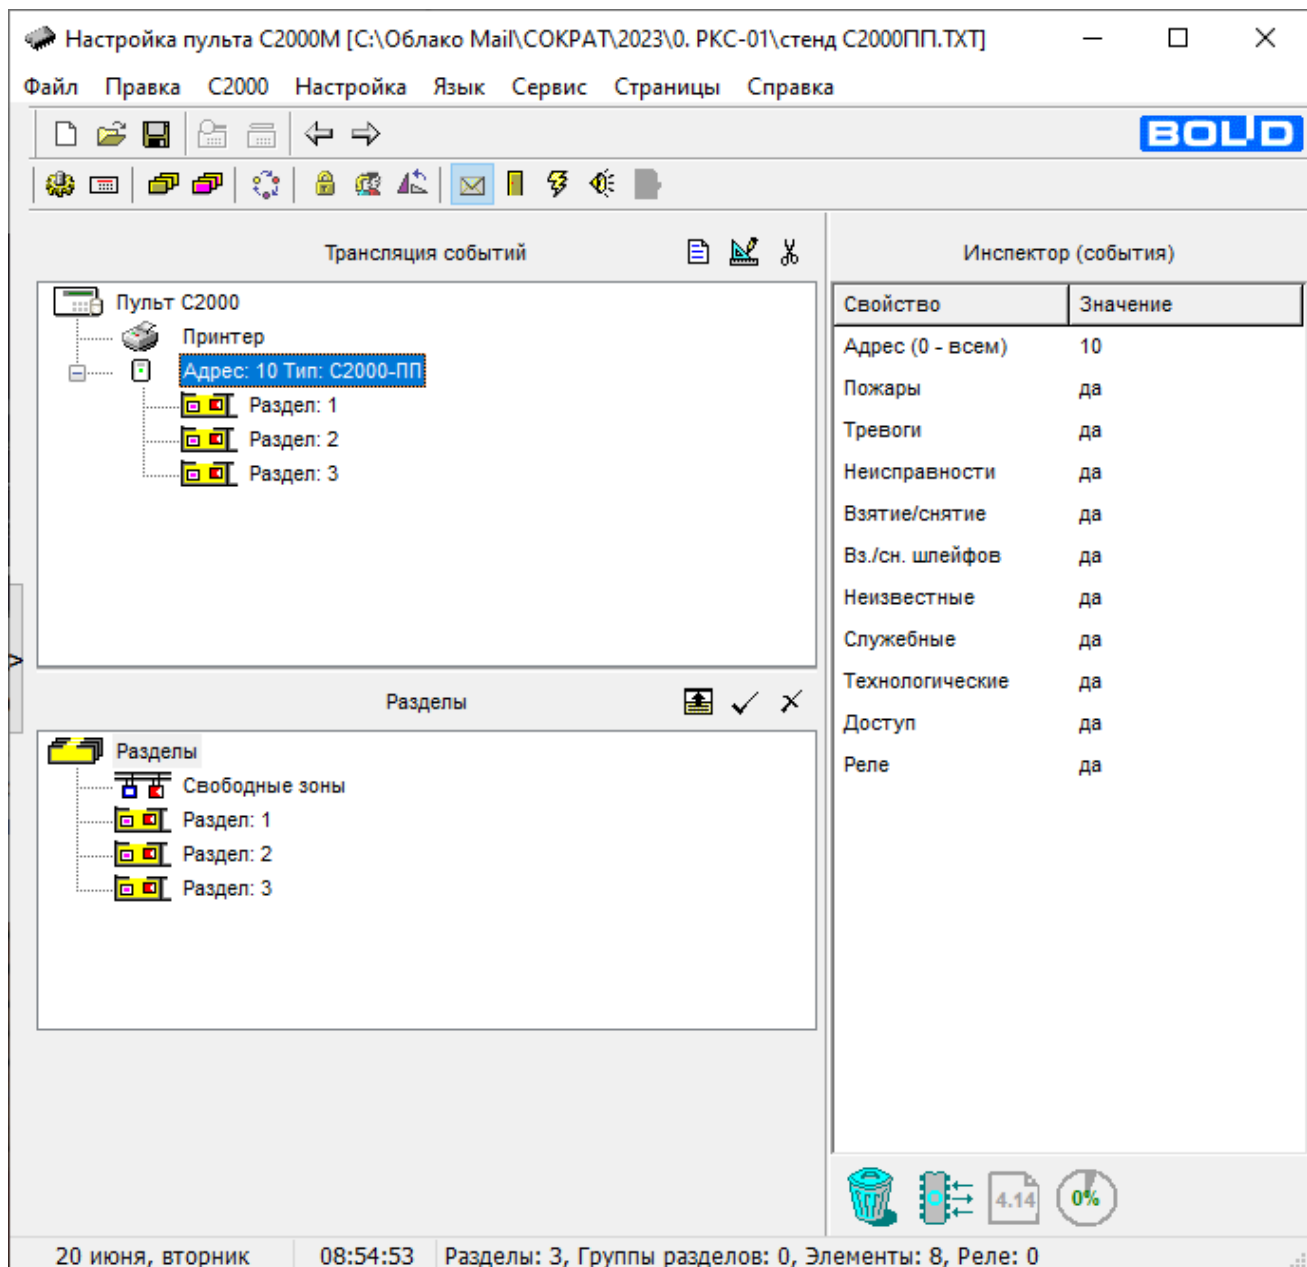 Настройка пульта С2000М [C:\Облако Mail\СОКРАТ\2023\0. РКС-01\стенд С2000ПП.TXT]
Файл Правка С2000 Настройка Язык Сервис Страницы Справка
BOLID
Трансляция событий
Пульт С2000
Принтер
Адрес: 10 Тип: С2000-ПП
Раздел: 1
Раздел: 2
Раздел: 3
Разделы
Разделы
Свободные зоны
Раздел: 1
Раздел: 2
Раздел: 3
Инспектор (события)
Свойство Значение
Адрес (0 - всем) 10
Пожары да
Тревоги да
Неисправности да
Взятие/снятие да
Вз./сн. шлейфов да
Неизвестные да
Служебные да
Технологические да
Доступ да
Реле да
4.14 0%
20 июня, вторник 08:54:53 Разделы: 3, Группы разделов: 0, Элементы: 8, Реле: 0